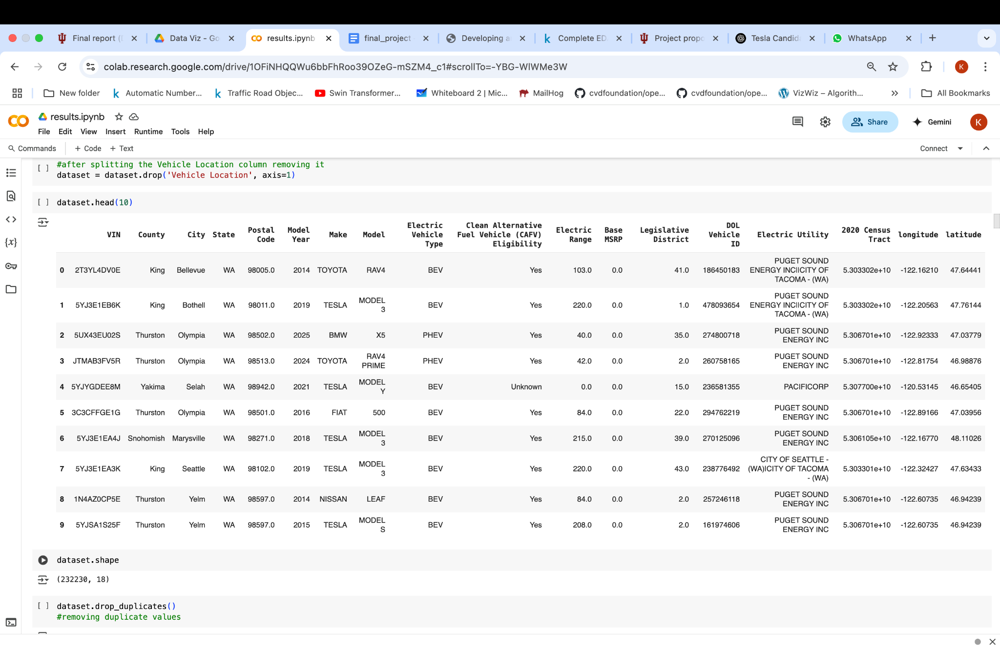 Final report (
Data Viz - Go
results.ipynb
final_project
Developing a
Complete ED
Project propo
Tesla Candid
WhatsApp
colab.research.google.com/drive/1OFiNHQQWu6bbFhRoo39OZeG-mSZM4_c1#scrollTo=-YBG-WlWMe3W
K
New folder
Automatic Number...
Traffic Road Objec...
Swin Transformer...
Whiteboard 2 | Mic...
MailHog
cvdfoundation/ope...
cvdfoundation/ope...
VizWiz – Algorith...
All Bookmarks
results.ipynb
File Edit View Insert Runtime Tools Help
Share
Gemini
K
Commands + Code + Text
Connect
[ ] #after splitting the Vehicle Location column removing it
dataset = dataset.drop('Vehicle Location', axis=1)
[ ] dataset.head(10)
VIN County City State Postal Code Model Year Make Model Electric Vehicle Type Clean Alternative Fuel Vehicle (CAFV) Eligibility Electric Range Base MSRP Legislative District DOL Vehicle ID Electric Utility 2020 Census Tract longitude latitude
0 2T3YL4DV0E King Bellevue WA 98005.0 2014 TOYOTA RAV4 BEV Yes 103.0 0.0 41.0 186450183 PUGET SOUND ENERGY INC||CITY OF TACOMA - (WA) 5.303302e+10 -122.16210 47.64441
1 5YJ3E1EB6K King Bothell WA 98011.0 2019 TESLA MODEL 3 BEV Yes 220.0 0.0 1.0 478093654 PUGET SOUND ENERGY INC||CITY OF TACOMA - (WA) 5.303302e+10 -122.20563 47.76144
2 5UX43EU02S Thurston Olympia WA 98502.0 2025 BMW X5 PHEV Yes 40.0 0.0 35.0 274800718 PUGET SOUND ENERGY INC 5.306701e+10 -122.92333 47.03779
3 JTMAB3FV5R Thurston Olympia WA 98513.0 2024 TOYOTA RAV4 PRIME PHEV Yes 42.0 0.0 2.0 260758165 PUGET SOUND ENERGY INC 5.306701e+10 -122.81754 46.98876
4 5YJYGDEE8M Yakima Selah WA 98942.0 2021 TESLA MODEL Y BEV Unknown 0.0 0.0 15.0 236581355 PACIFICORP 5.307700e+10 -120.53145 46.65405
5 3C3CFFGE1G Thurston Olympia WA 98501.0 2016 FIAT 500 BEV Yes 84.0 0.0 22.0 294762219 PUGET SOUND ENERGY INC 5.306701e+10 -122.89166 47.03956
6 5YJ3E1EA4J Snohomish Marysville WA 98271.0 2018 TESLA MODEL 3 BEV Yes 215.0 0.0 39.0 270125096 PUGET SOUND ENERGY INC 5.306105e+10 -122.16770 48.11026
7 5YJ3E1EA3K King Seattle WA 98102.0 2019 TESLA MODEL 3 BEV Yes 220.0 0.0 43.0 238776492 CITY OF SEATTLE - (WA)|CITY OF TACOMA - (WA) 5.303301e+10 -122.32427 47.63433
8 1N4AZ0CP5E Thurston Yelm WA 98597.0 2014 NISSAN LEAF BEV Yes 84.0 0.0 2.0 257246118 PUGET SOUND ENERGY INC 5.306701e+10 -122.60735 46.94239
9 5YJSA1S25F Thurston Yelm WA 98597.0 2015 TESLA MODEL S BEV Yes 208.0 0.0 2.0 161974606 PUGET SOUND ENERGY INC 5.306701e+10 -122.60735 46.94239
dataset.shape
(232230, 18)
[ ] dataset.drop_duplicates()
#removing duplicate values